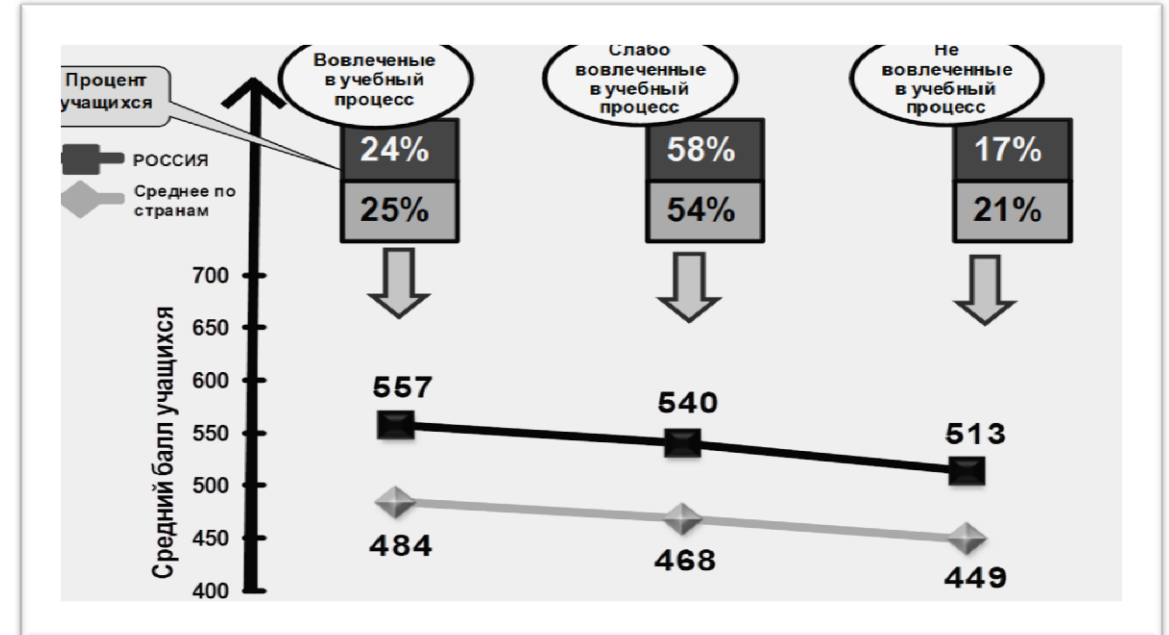 Вовлеченые
в учебный
процесс
Слабо
вовлеченные
в учебный
процесс
Не
вовлеченные
в учебный
процесс
Процент
учащихся
24%
58%
17%
РОССИЯ
25%
54%
21%
Среднее по
странам
Средний балл учащихся
700
650
600
550
500
450
400
557
540
513
484
468
449